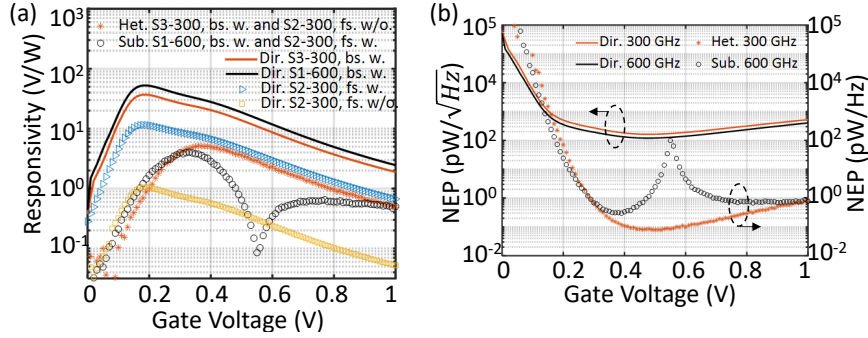 (a)
Het. S3-300, bs. w. and S2-300, fs. w/o.
Sub. S1-600, bs. w. and S2-300, fs. w.
Dir. S3-300, bs. w.
Dir. S1-600, bs. w.
Dir. S2-300, fs. w.
Dir. S2-300, fs. w/o.
Responsivity (V/W)
10³
10²
10¹
10⁰
10⁻¹
0 0.2 0.4 0.6 0.8 1
Gate Voltage (V)
(b)
Dir. 300 GHz
Dir. 600 GHz
Het. 300 GHz
Sub. 600 GHz
NEP (pW/√Hz)
10⁵
10⁴
10²
10⁰
10⁻²
0 0.2 0.4 0.6 0.8 1
Gate Voltage (V)
10⁵
10⁴
10²
10⁰
10⁻²
NEP (pW/Hz)